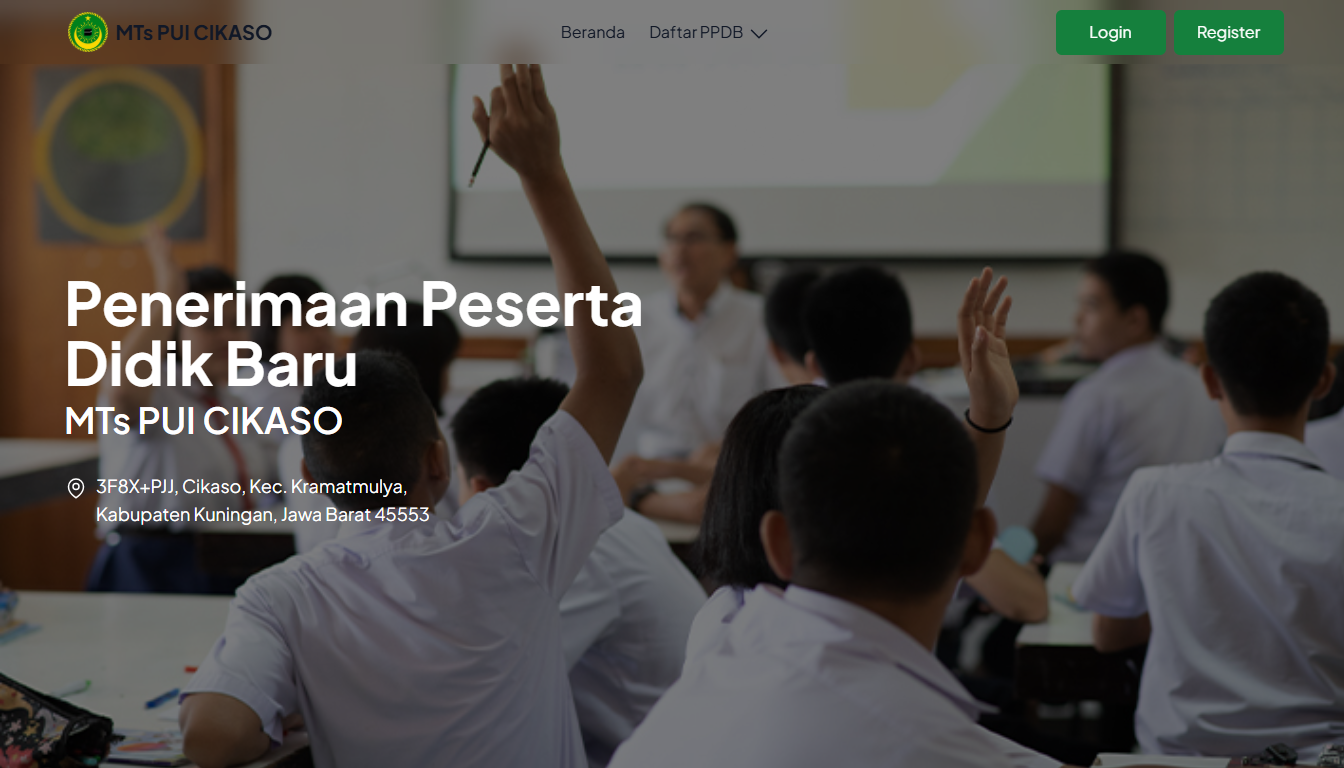 MTs PUI CIKASO
Beranda
Daftar PPDB
Login
Register
Penerimaan Peserta
Didik Baru
MTs PUI CIKASO
3F8X+PJJ, Cikaso, Kec. Kramatmulya,
Kabupaten Kuningan, Jawa Barat 45553